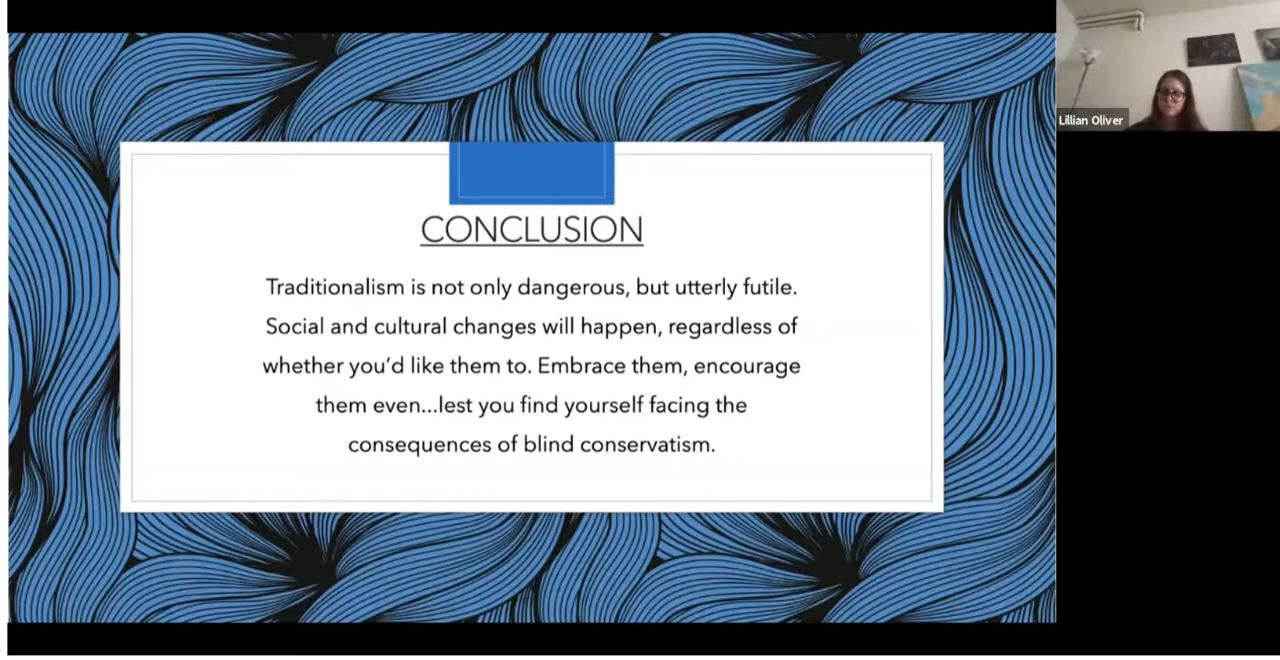 CONCLUSION
Traditionalism is not only dangerous, but utterly futile.
Social and cultural changes will happen, regardless of
whether you’d like them to. Embrace them, encourage
them even...lest you find yourself facing the
consequences of blind conservatism.
Lillian Oliver